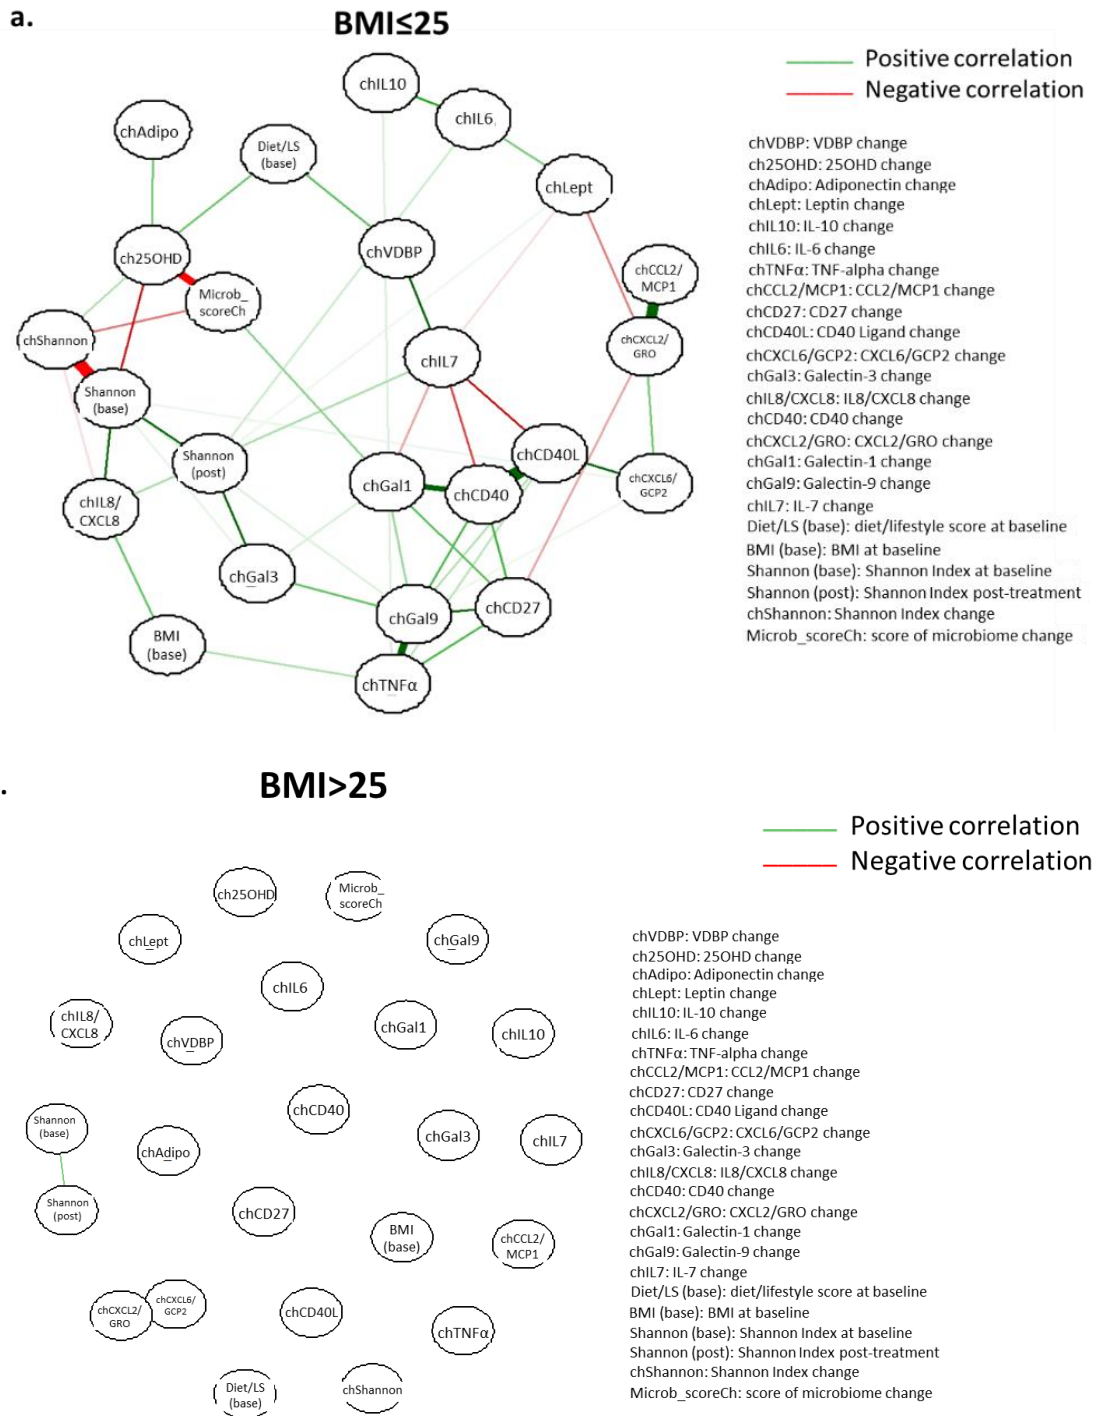 a.
BMI≤25
Positive correlation
Negative correlation
chIL10
chIL6
chAdipo
Diet/LS
(base)
chLept
chVDBP
ch25OHD
chCCL2/
MCP1
Microb_
scoreCh
chShannon
chCXCL2/
GRO
chIL7
Shannon
(base)
Shannon
(post)
chCD40L
chGal1
chCD40
chCXCL6/
GCP2
chIL8/
CXCL8
chGal3
chGal9
chCD27
BMI
(base)
chTNFα
chVDBP: VDBP change
ch25OHD: 25OHD change
chAdipo: Adiponectin change
chLept: Leptin change
chIL10: IL-10 change
chIL6: IL-6 change
chTNFα: TNF-alpha change
chCCL2/MCP1: CCL2/MCP1 change
chCD27: CD27 change
chCD40L: CD40 Ligand change
chCXCL6/GCP2: CXCL6/GCP2 change
chGal3: Galectin-3 change
chIL8/CXCL8: IL8/CXCL8 change
chCD40: CD40 change
chCXCL2/GRO: CXCL2/GRO change
chGal1: Galectin-1 change
chGal9: Galectin-9 change
chIL7: IL-7 change
Diet/LS (base): diet/lifestyle score at baseline
BMI (base): BMI at baseline
Shannon (base): Shannon Index at baseline
Shannon (post): Shannon Index post-treatment
chShannon: Shannon Index change
Microb_scoreCh: score of microbiome change
.
BMI>25
Positive correlation
Negative correlation
ch25OHD
Microb_
scoreCh
chLept
chGal9
chIL6
chIL8/
CXCL8
chGal1
chIL10
chVDBP
chCD40
Shannon
(base)
chGal3
chIL7
chAdipo
Shannon
(post)
chCD27
BMI
(base)
chCCL2/
MCP1
chCXCL6/
GCP2
chCXCL2/
GRO
chCD40L
chTNFα
Diet/LS
(base)
chShannon
chVDBP: VDBP change
ch25OHD: 25OHD change
chAdipo: Adiponectin change
chLept: Leptin change
chIL10: IL-10 change
chIL6: IL-6 change
chTNFα: TNF-alpha change
chCCL2/MCP1: CCL2/MCP1 change
chCD27: CD27 change
chCD40L: CD40 Ligand change
chCXCL6/GCP2: CXCL6/GCP2 change
chGal3: Galectin-3 change
chIL8/CXCL8: IL8/CXCL8 change
chCD40: CD40 change
chCXCL2/GRO: CXCL2/GRO change
chGal1: Galectin-1 change
chGal9: Galectin-9 change
chIL7: IL-7 change
Diet/LS (base): diet/lifestyle score at baseline
BMI (base): BMI at baseline
Shannon (base): Shannon Index at baseline
Shannon (post): Shannon Index post-treatment
chShannon: Shannon Index change
Microb_scoreCh: score of microbiome change